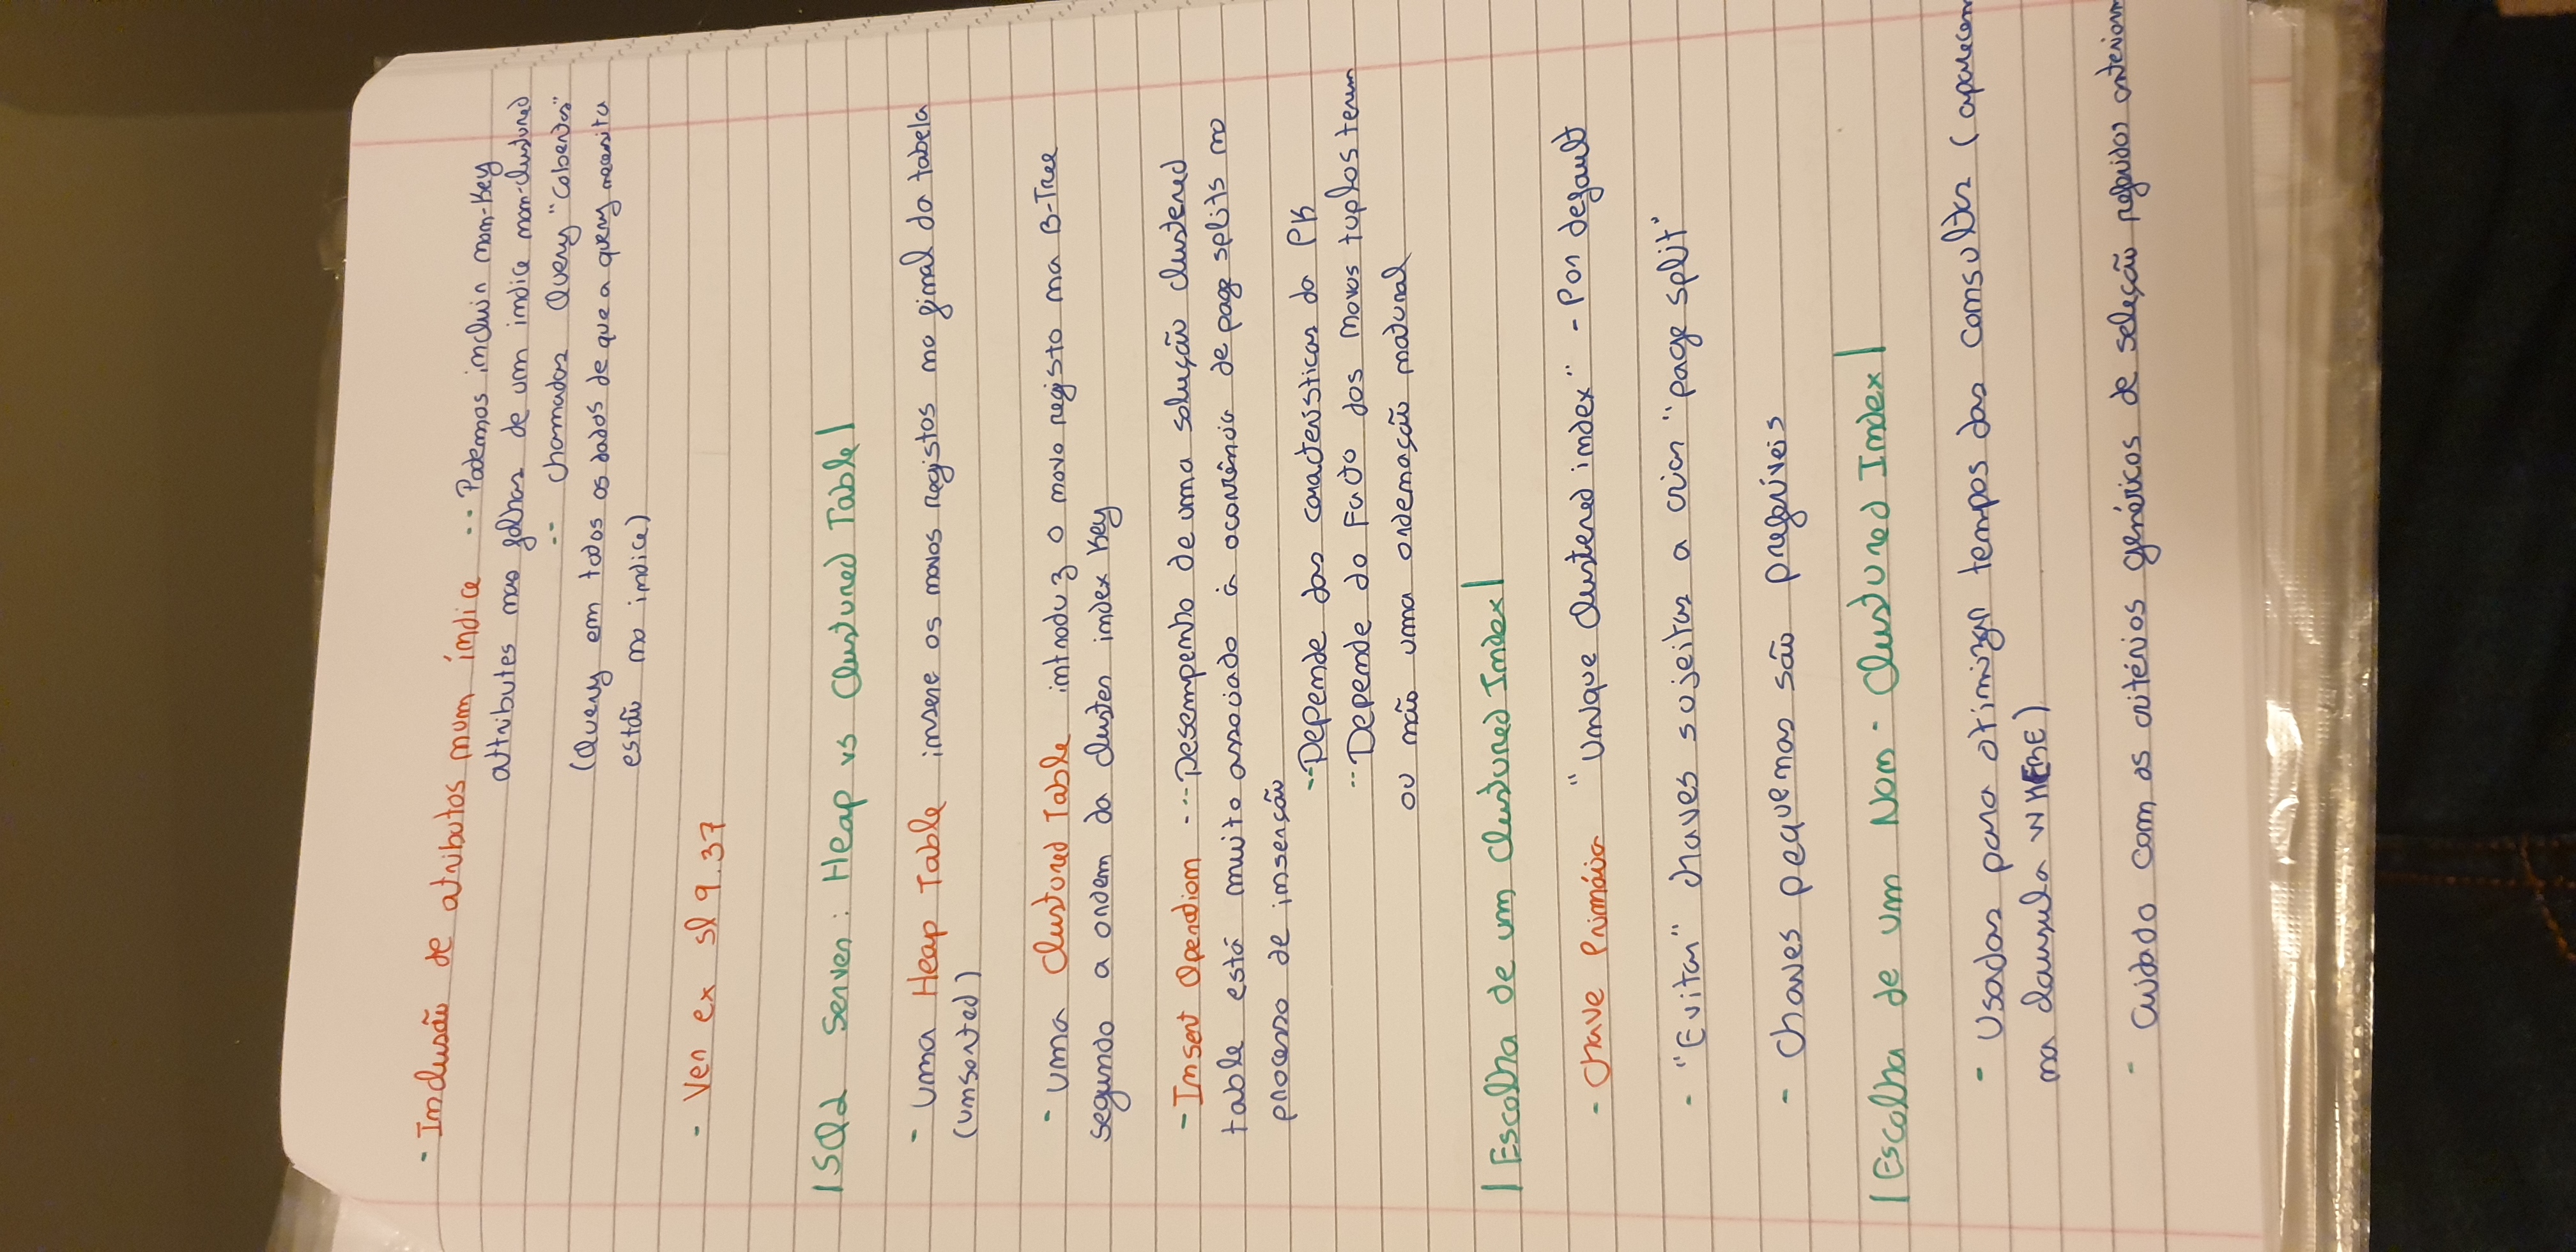 - Inclusão de atributos num índice -- Podemos incluir non-key
attributes nas folhas de um indice non-clustured
-- chamadas Query "Cobertas"
(Query em todos os dados de que a query necessita
estão no indice)
- Ver ex sl 9.37
|SQL Server: Heap vs Clustured Table|
- Uma Heap Table insere os novos registos no final da tabela
(unsorted)
- Uma Clustured Table introduz o novo registo na B-Tree
segundo a ordem da cluster index key
- Insert Operation --- Desempenho de uma solução clustered
table está muito associado à ocorrência de page splits no
processo de inserção
-- Depende das características da PK
-- Depende do Facto dos novos tuplos terem
ou não uma ordenação natural
|Escolha de um Clustured Index|
- Chave Primária "Unique Clustered index" - Por default
- "Evitar" chaves sujeitas a criar "page split"
- Chaves pequenas são preferíveis
|Escolha de um Non-Clustured Index|
- Usadas para otimizar tempos das consultas (aparecem
na clausula WHERE)
- Cuidado com os critérios genéricos de seleção referidos anteriorm